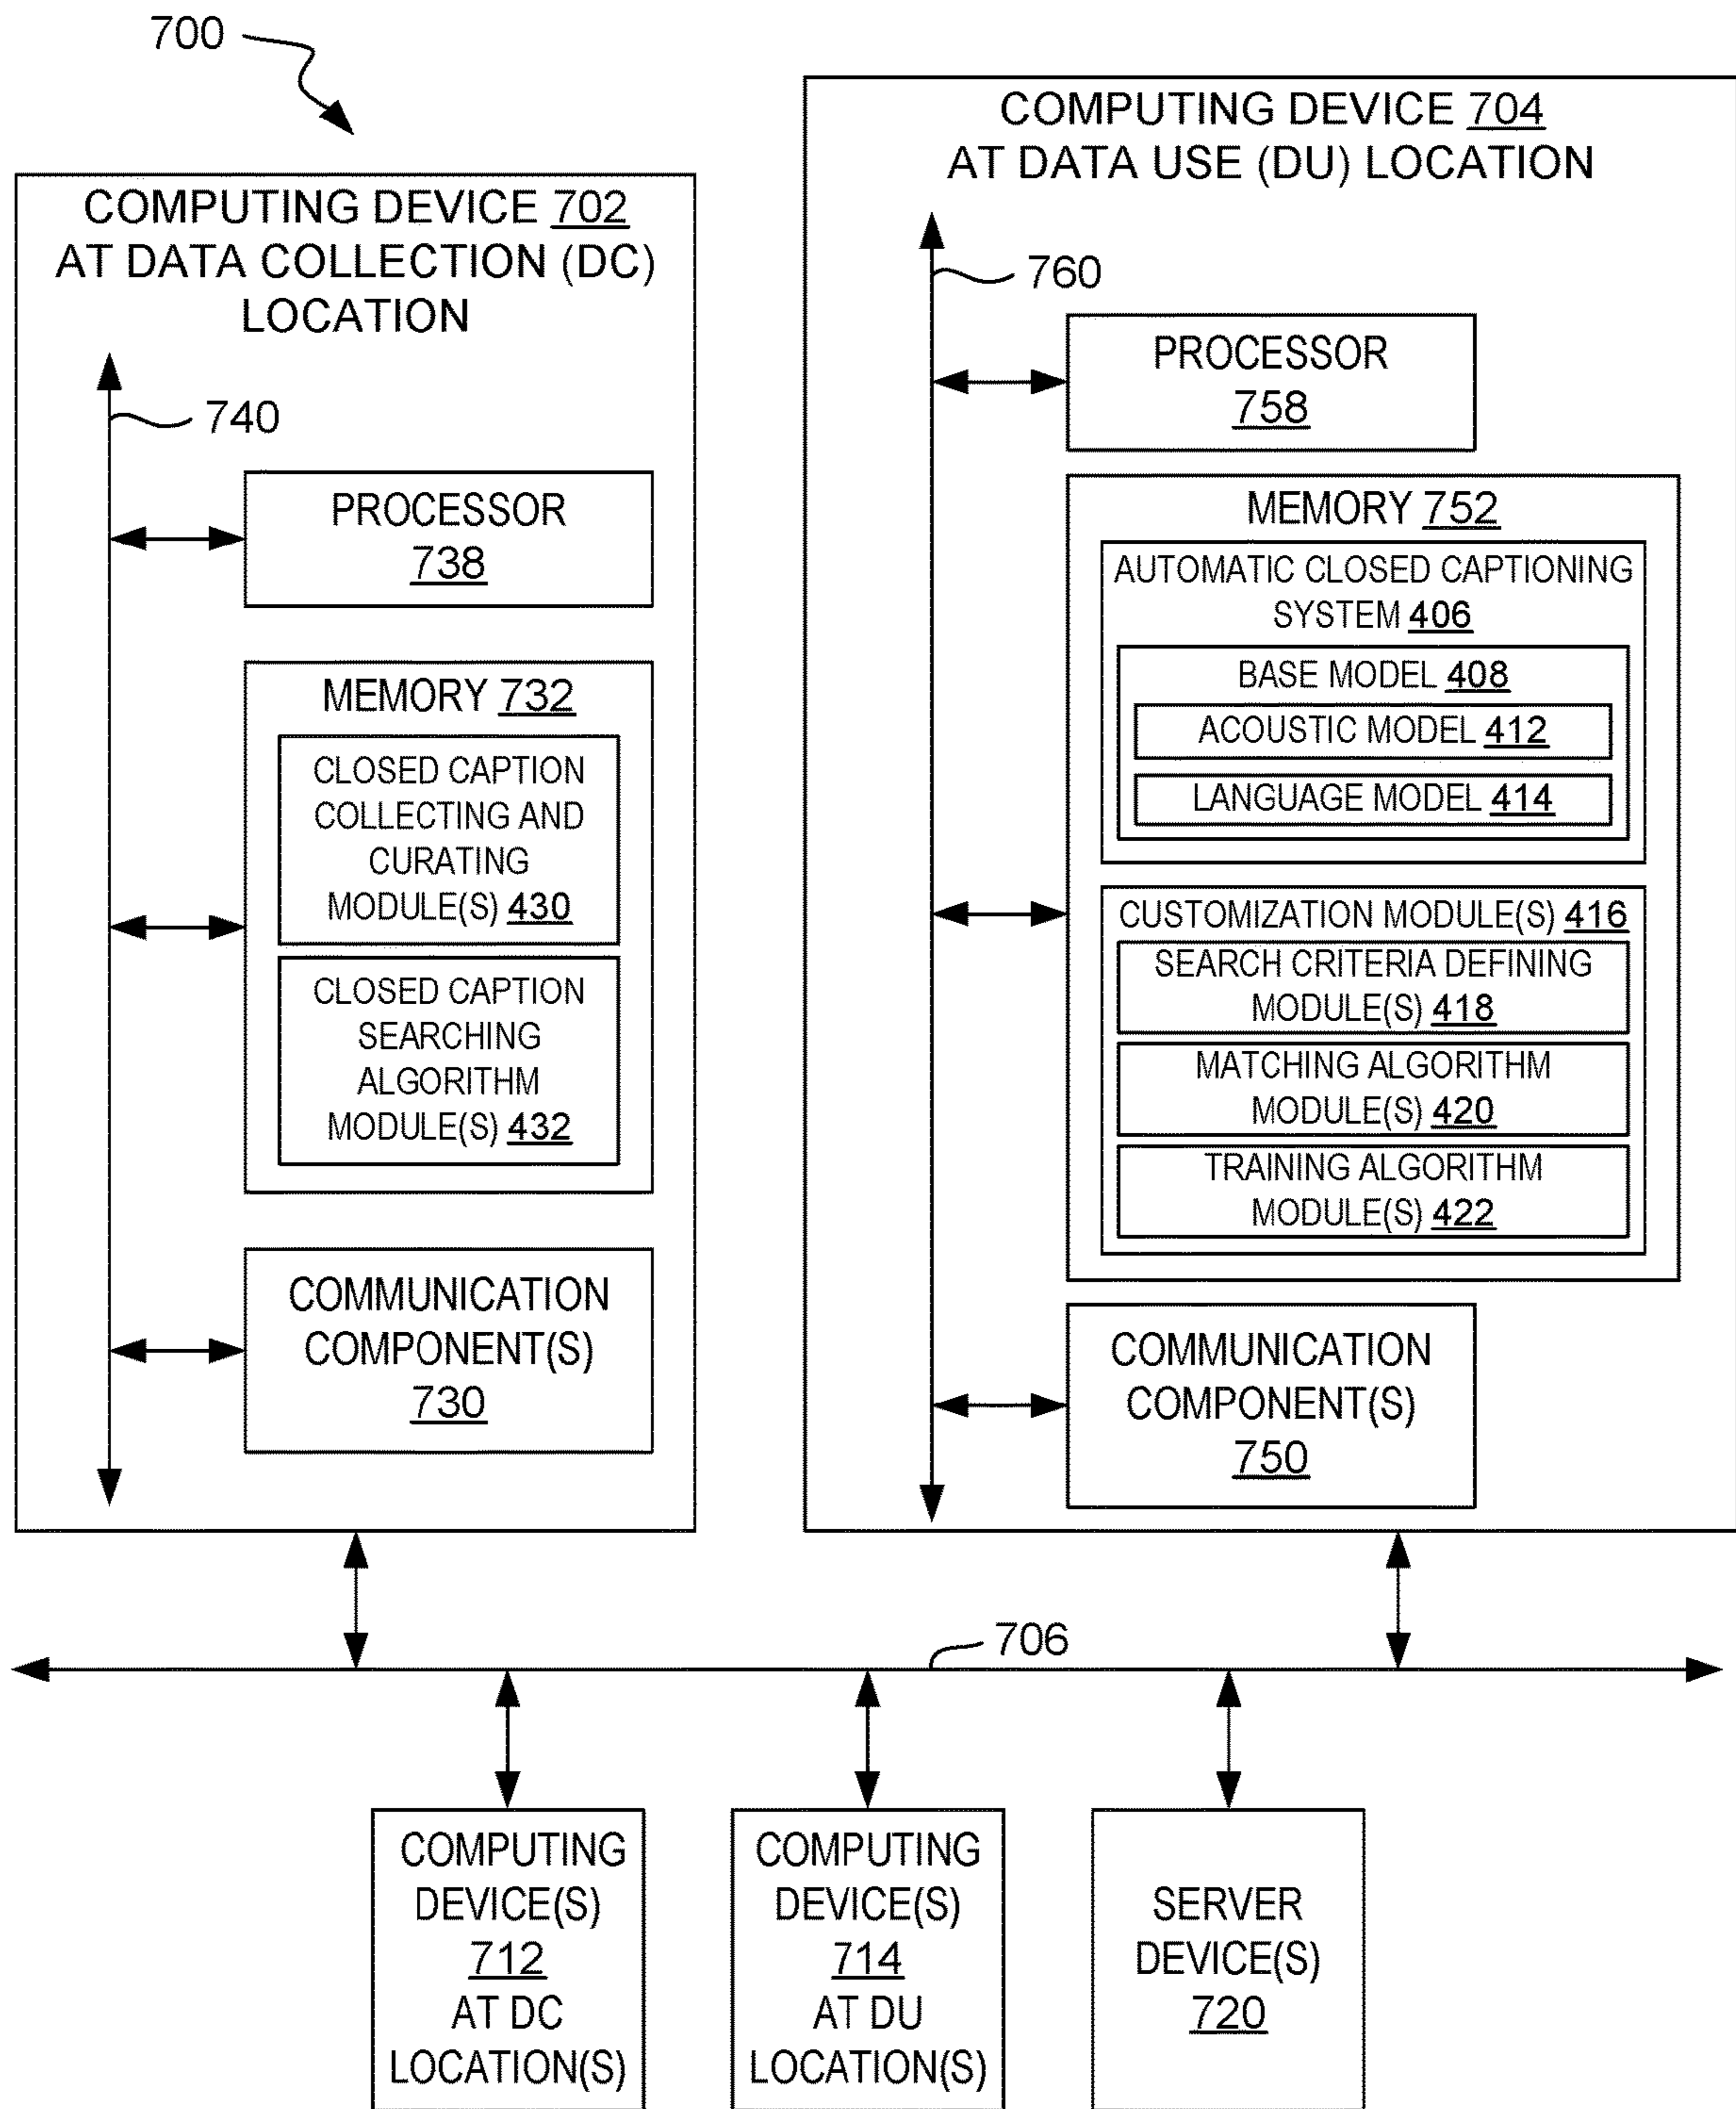 700
COMPUTING DEVICE 702
AT DATA COLLECTION (DC)
LOCATION
740
PROCESSOR
738
MEMORY 732
CLOSED CAPTION
COLLECTING AND
CURATING
MODULE(S) 430
CLOSED CAPTION
SEARCHING
ALGORITHM
MODULE(S) 432
COMMUNICATION
COMPONENT(S)
730
COMPUTING DEVICE 704
AT DATA USE (DU) LOCATION
760
PROCESSOR
758
MEMORY 752
AUTOMATIC CLOSED CAPTIONING
SYSTEM 406
BASE MODEL 408
ACOUSTIC MODEL 412
LANGUAGE MODEL 414
CUSTOMIZATION MODULE(S) 416
SEARCH CRITERIA DEFINING
MODULE(S) 418
MATCHING ALGORITHM
MODULE(S) 420
TRAINING ALGORITHM
MODULE(S) 422
COMMUNICATION
COMPONENT(S)
750
706
COMPUTING
DEVICE(S)
712
AT DC
LOCATION(S)
COMPUTING
DEVICE(S)
714
AT DU
LOCATION(S)
SERVER
DEVICE(S)
720